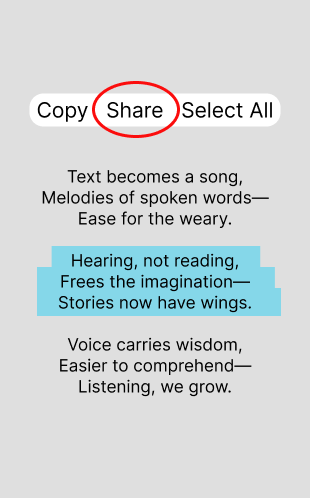 Copy Share Select All
Text becomes a song,
Melodies of spoken words—
Ease for the weary.
Hearing, not reading,
Frees the imagination—
Stories now have wings.
Voice carries wisdom,
Easier to comprehend—
Listening, we grow.